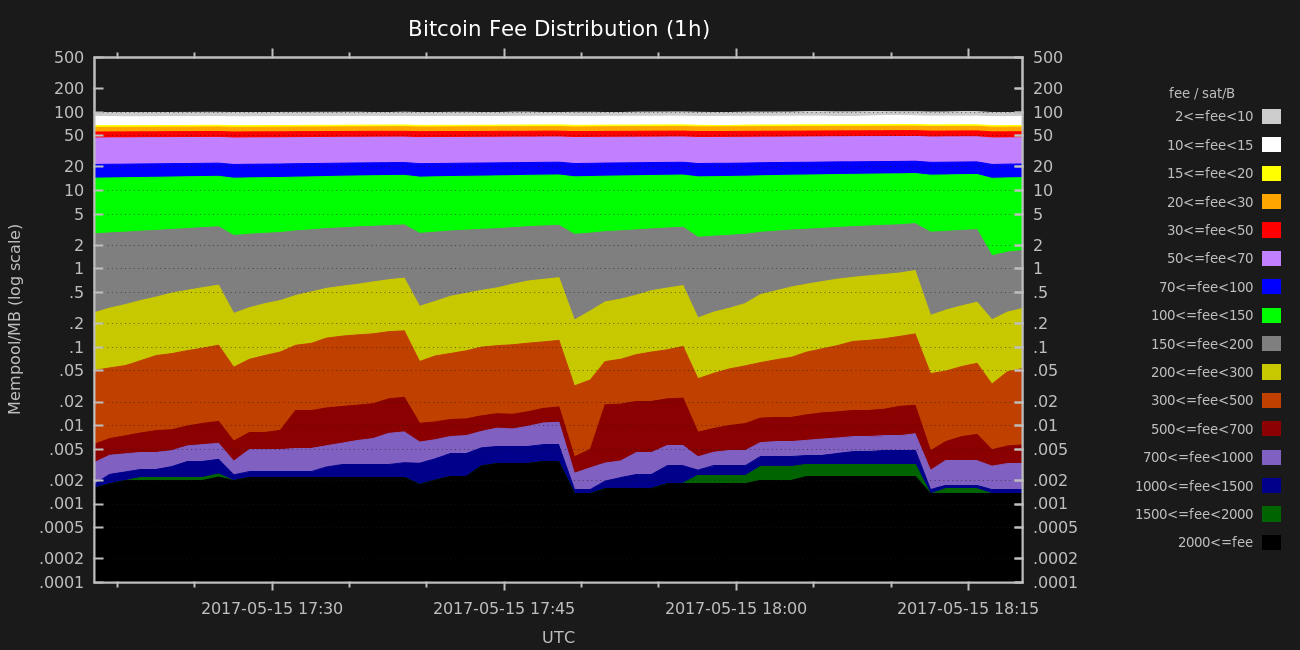 Bitcoin Fee Distribution (1h)
500
200
100
50
20
10
5
2
1
.5
.2
.1
.05
.02
.01
.005
.002
.001
.0005
.0002
.0001
Mempool/MB (log scale)
500
200
100
50
20
10
5
2
1
.5
.2
.1
.05
.02
.01
.005
.002
.001
.0005
.0002
.0001
fee / sat/B
2<=fee<10
10<=fee<15
15<=fee<20
20<=fee<30
30<=fee<50
50<=fee<70
70<=fee<100
100<=fee<150
150<=fee<200
200<=fee<300
300<=fee<500
500<=fee<700
700<=fee<1000
1000<=fee<1500
1500<=fee<2000
2000<=fee
2017-05-15 17:30 2017-05-15 17:45 2017-05-15 18:00 2017-05-15 18:15
UTC